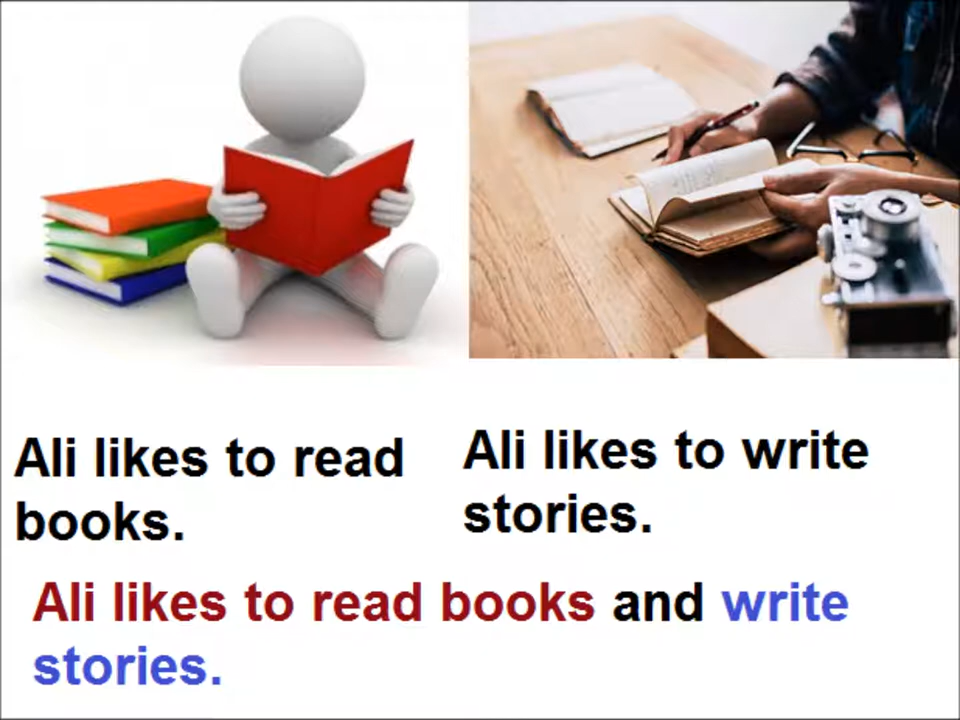 Ali likes to read
books.
Ali likes to write
stories.
Ali likes to read books and write
stories.